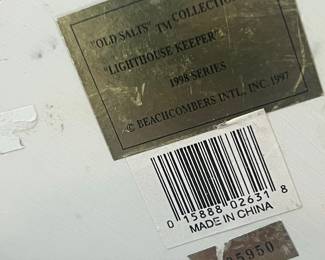 "OLD SALTS" TM COLLECTION
"LIGHTHOUSE KEEPER"
1998 SERIES
© BEACHCOMBERS INTL., INC. 1997
0 15888 02631 8
MADE IN CHINA
5950